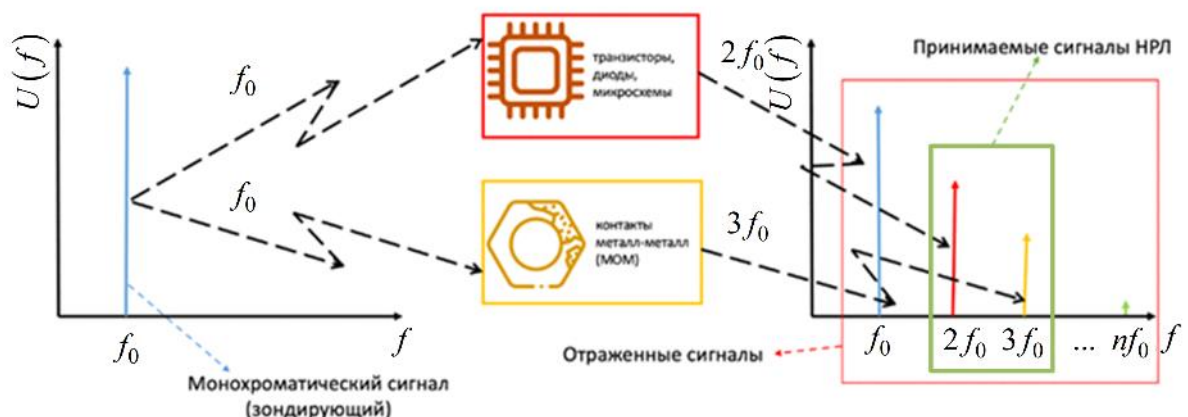 U(f)
f₀
f₀
f₀
f
Монохроматический сигнал
(зондирующий)
транзисторы,
диоды,
микросхемы
контакты
металл-металл
(МОМ)
2f₀
3f₀
U(f)
Принимаемые сигналы НРЛ
f₀
2f₀
3f₀
...
nf₀
f
Отраженные сигналы